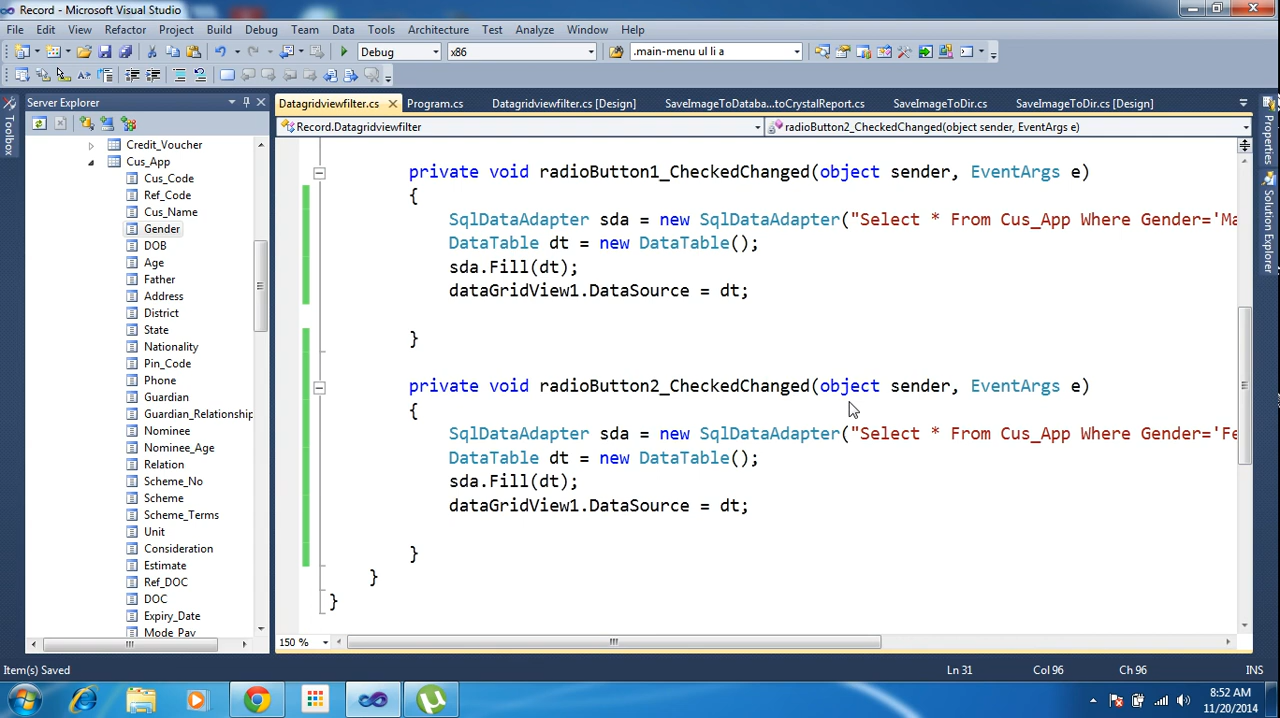 Record - Microsoft Visual Studio
File Edit View Refactor Project Build Debug Team Data Tools Architecture Test Analyze Window Help
Debug x86 .main-menu ul li a
Server Explorer
Datagridviewfilter.cs Program.cs Datagridviewfilter.cs [Design] SaveImageToDataba...toCrystalReport.cs SaveImageToDir.cs SaveImageToDir.cs [Design]
Record.Datagridviewfilter radioButton2_CheckedChanged(object sender, EventArgs e)
Toolbox
Properties
Solution Explorer
Credit_Voucher
Cus_App
Cus_Code
Ref_Code
Cus_Name
Gender
DOB
Age
Father
Address
District
State
Nationality
Pin_Code
Phone
Guardian
Guardian_Relationship
Nominee
Nominee_Age
Relation
Scheme_No
Scheme
Scheme_Terms
Unit
Consideration
Estimate
Ref_DOC
DOC
Expiry_Date
Mode_Pay
private void radioButton1_CheckedChanged(object sender, EventArgs e)
{
SqlDataAdapter sda = new SqlDataAdapter("Select * From Cus_App Where Gender='Ma
DataTable dt = new DataTable();
sda.Fill(dt);
dataGridView1.DataSource = dt;
}
private void radioButton2_CheckedChanged(object sender, EventArgs e)
{
SqlDataAdapter sda = new SqlDataAdapter("Select * From Cus_App Where Gender='Fe
DataTable dt = new DataTable();
sda.Fill(dt);
dataGridView1.DataSource = dt;
}
}
}
150 %
Item(s) Saved Ln 31 Col 96 Ch 96 INS
8:52 AM
11/20/2014